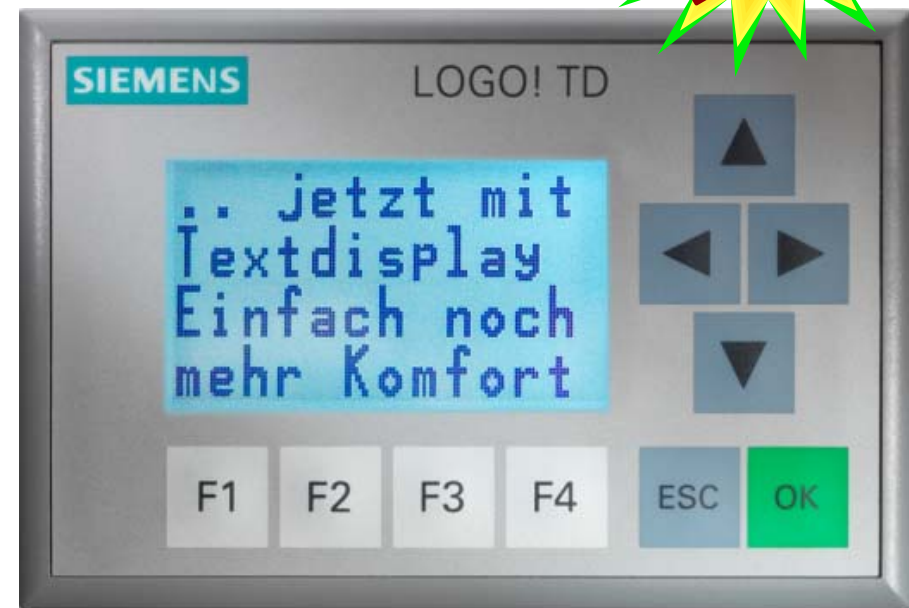 SIEMENS
LOGO! TD
.. jetzt mit
Textdisplay
Einfach noch
mehr Komfort
F1 F2 F3 F4 ESC OK